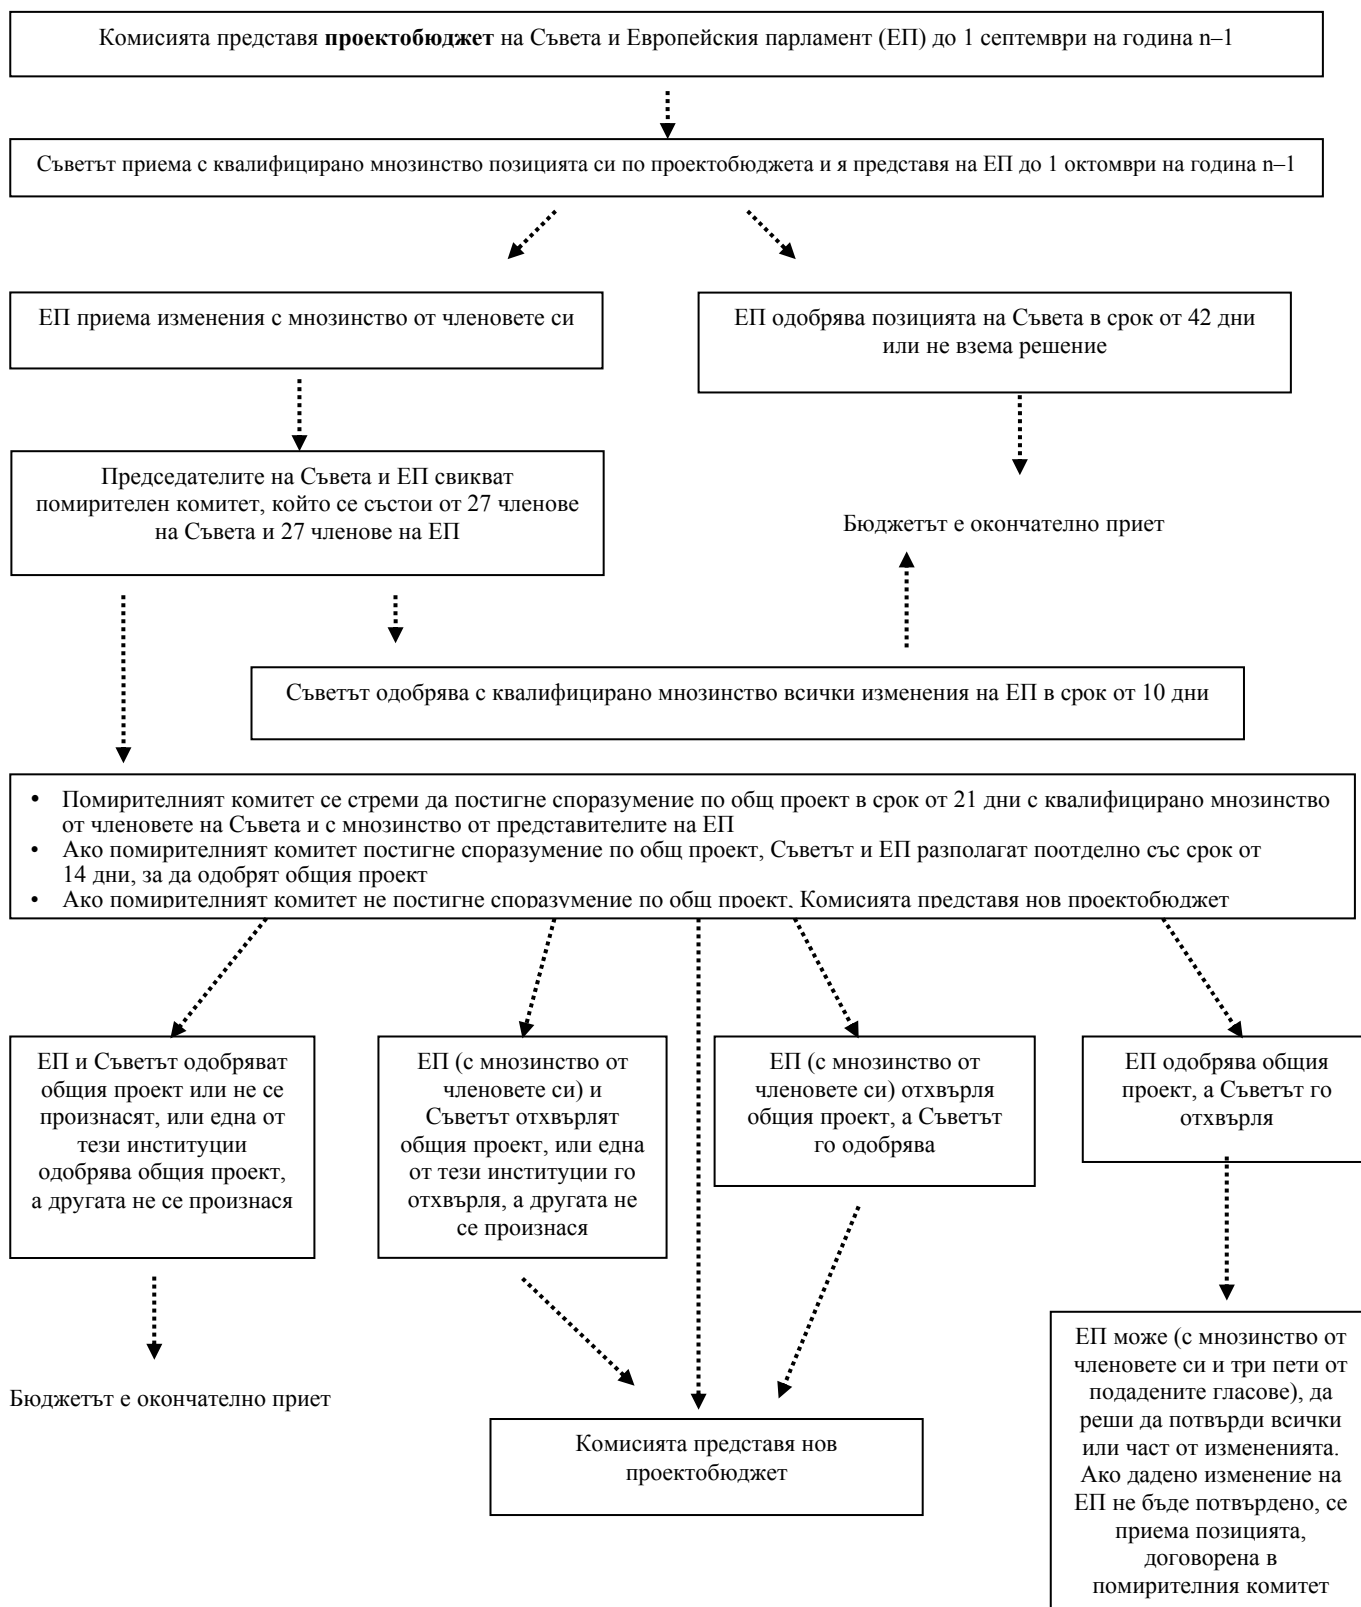 Комисията представя проектобюджет на Съвета и Европейския парламент (ЕП) до 1 септември на година n–1
Съветът приема с квалифицирано мнозинство позицията си по проектобюджета и я представя на ЕП до 1 октомври на година n–1
ЕП приема изменения с мнозинство от членовете си
ЕП одобрява позицията на Съвета в срок от 42 дни
или не взема решение
Председателите на Съвета и ЕП свикват
помирителен комитет, който се състои от 27 членове
на Съвета и 27 членове на ЕП
Бюджетът е окончателно приет
Съветът одобрява с квалифицирано мнозинство всички изменения на ЕП в срок от 10 дни
• Помирителният комитет се стреми да постигне споразумение по общ проект в срок от 21 дни с квалифицирано мнозинство
от членовете на Съвета и с мнозинство от представителите на ЕП
• Ако помирителният комитет постигне споразумение по общ проект, Съветът и ЕП разполагат поотделно със срок от
14 дни, за да одобрят общия проект
• Ако помирителният комитет не постигне споразумение по общ проект, Комисията представя нов проектобюджет
ЕП и Съветът одобряват
общия проект или не се
произнасят, или една от
тези институции
одобрява общия проект,
а другата не се произнася
ЕП (с мнозинство от
членовете си) и
Съветът отхвърлят
общия проект, или една
от тези институции го
отхвърля, а другата не
се произнася
ЕП (с мнозинство от
членовете си) отхвърля
общия проект, а Съветът
го одобрява
ЕП одобрява общия
проект, а Съветът го
отхвърля
Бюджетът е окончателно приет
Комисията представя нов
проектобюджет
ЕП може (с мнозинство от
членовете си и три пети от
подадените гласове), да
реши да потвърди всички
или част от измененията.
Ако дадено изменение на
ЕП не бъде потвърдено, се
приема позицията,
договорена в
помирителния комитет